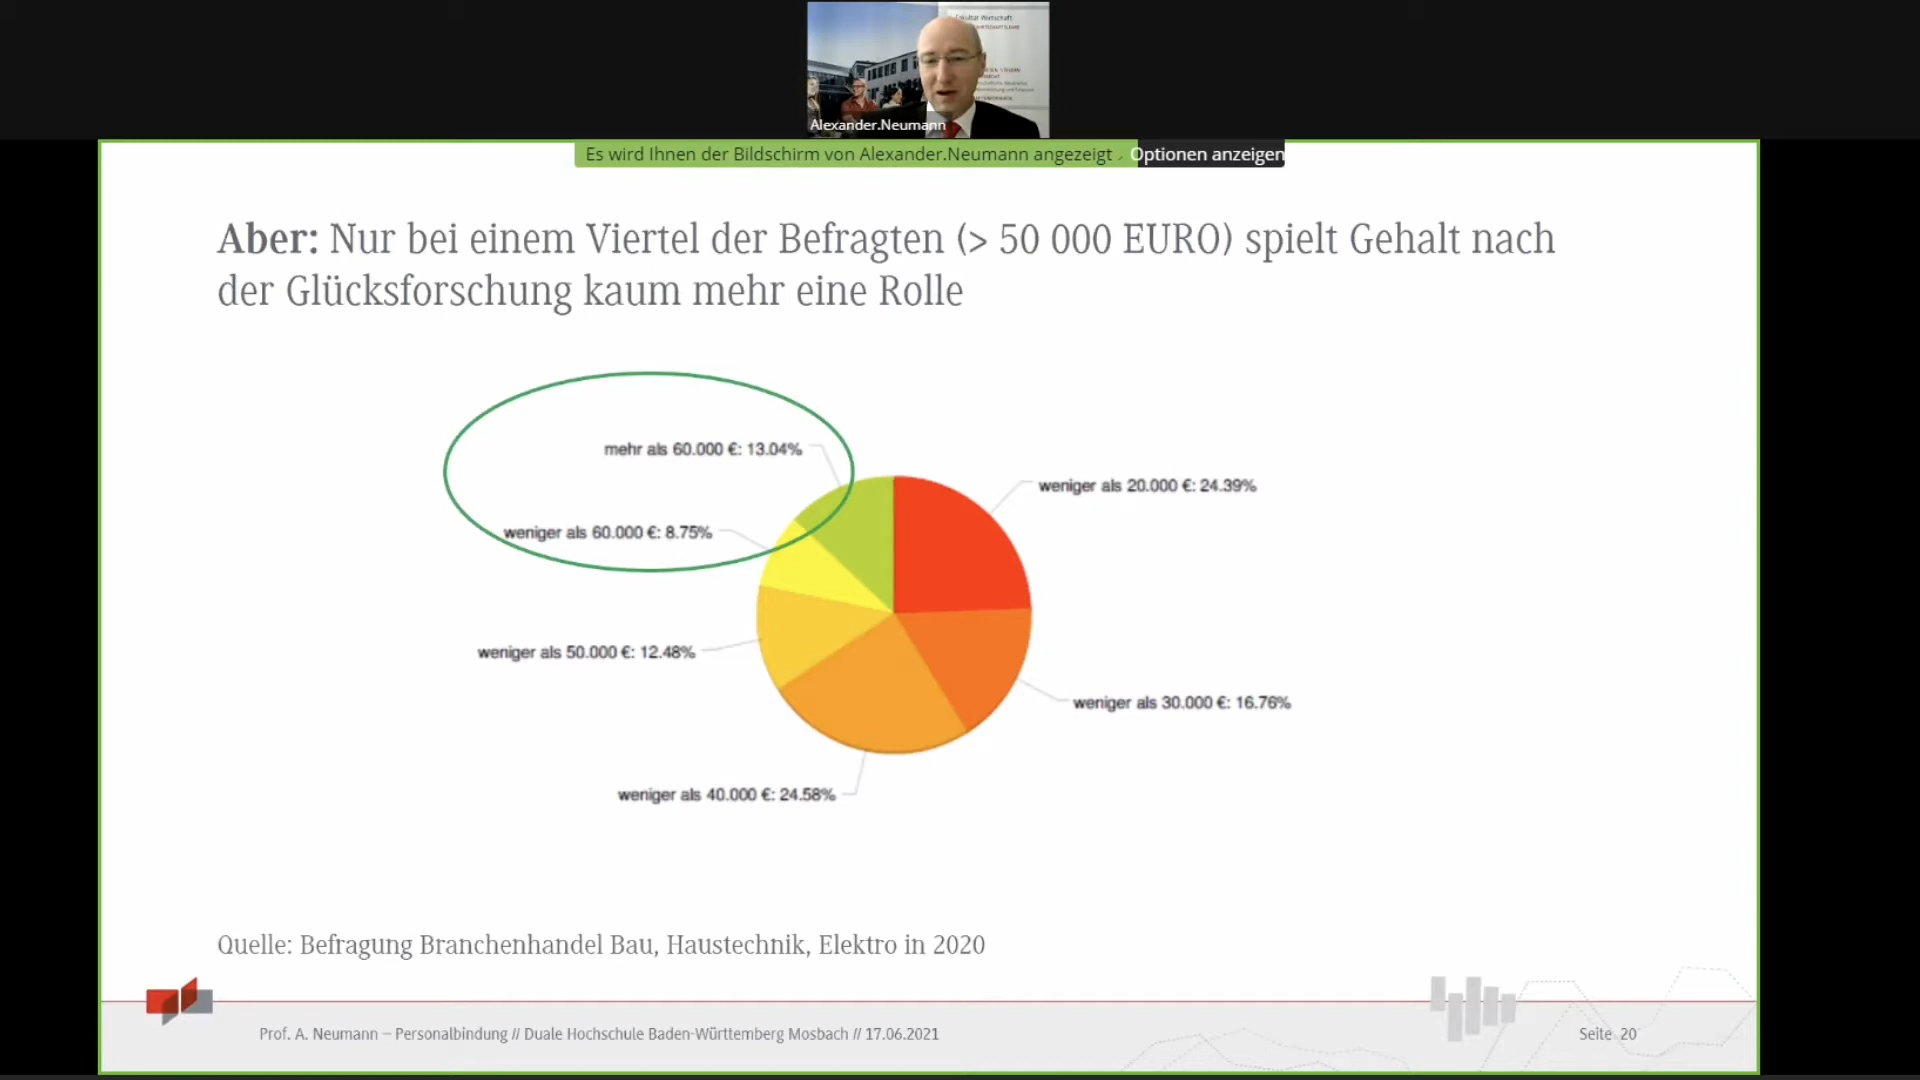 Fakultät Wirtschaft
Alexander.Neumann
Es wird Ihnen der Bildschirm von Alexander.Neumann angezeigt
Optionen anzeigen
Aber: Nur bei einem Viertel der Befragten (> 50 000 EURO) spielt Gehalt nach
der Glücksforschung kaum mehr eine Rolle
mehr als 60.000 €: 13.04%
weniger als 20.000 €: 24.39%
weniger als 60.000 €: 8.75%
weniger als 50.000 €: 12.48%
weniger als 30.000 €: 16.76%
weniger als 40.000 €: 24.58%
Quelle: Befragung Branchenhandel Bau, Haustechnik, Elektro in 2020
Prof. A. Neumann – Personalbindung // Duale Hochschule Baden-Württemberg Mosbach // 17.06.2021
Seite 20